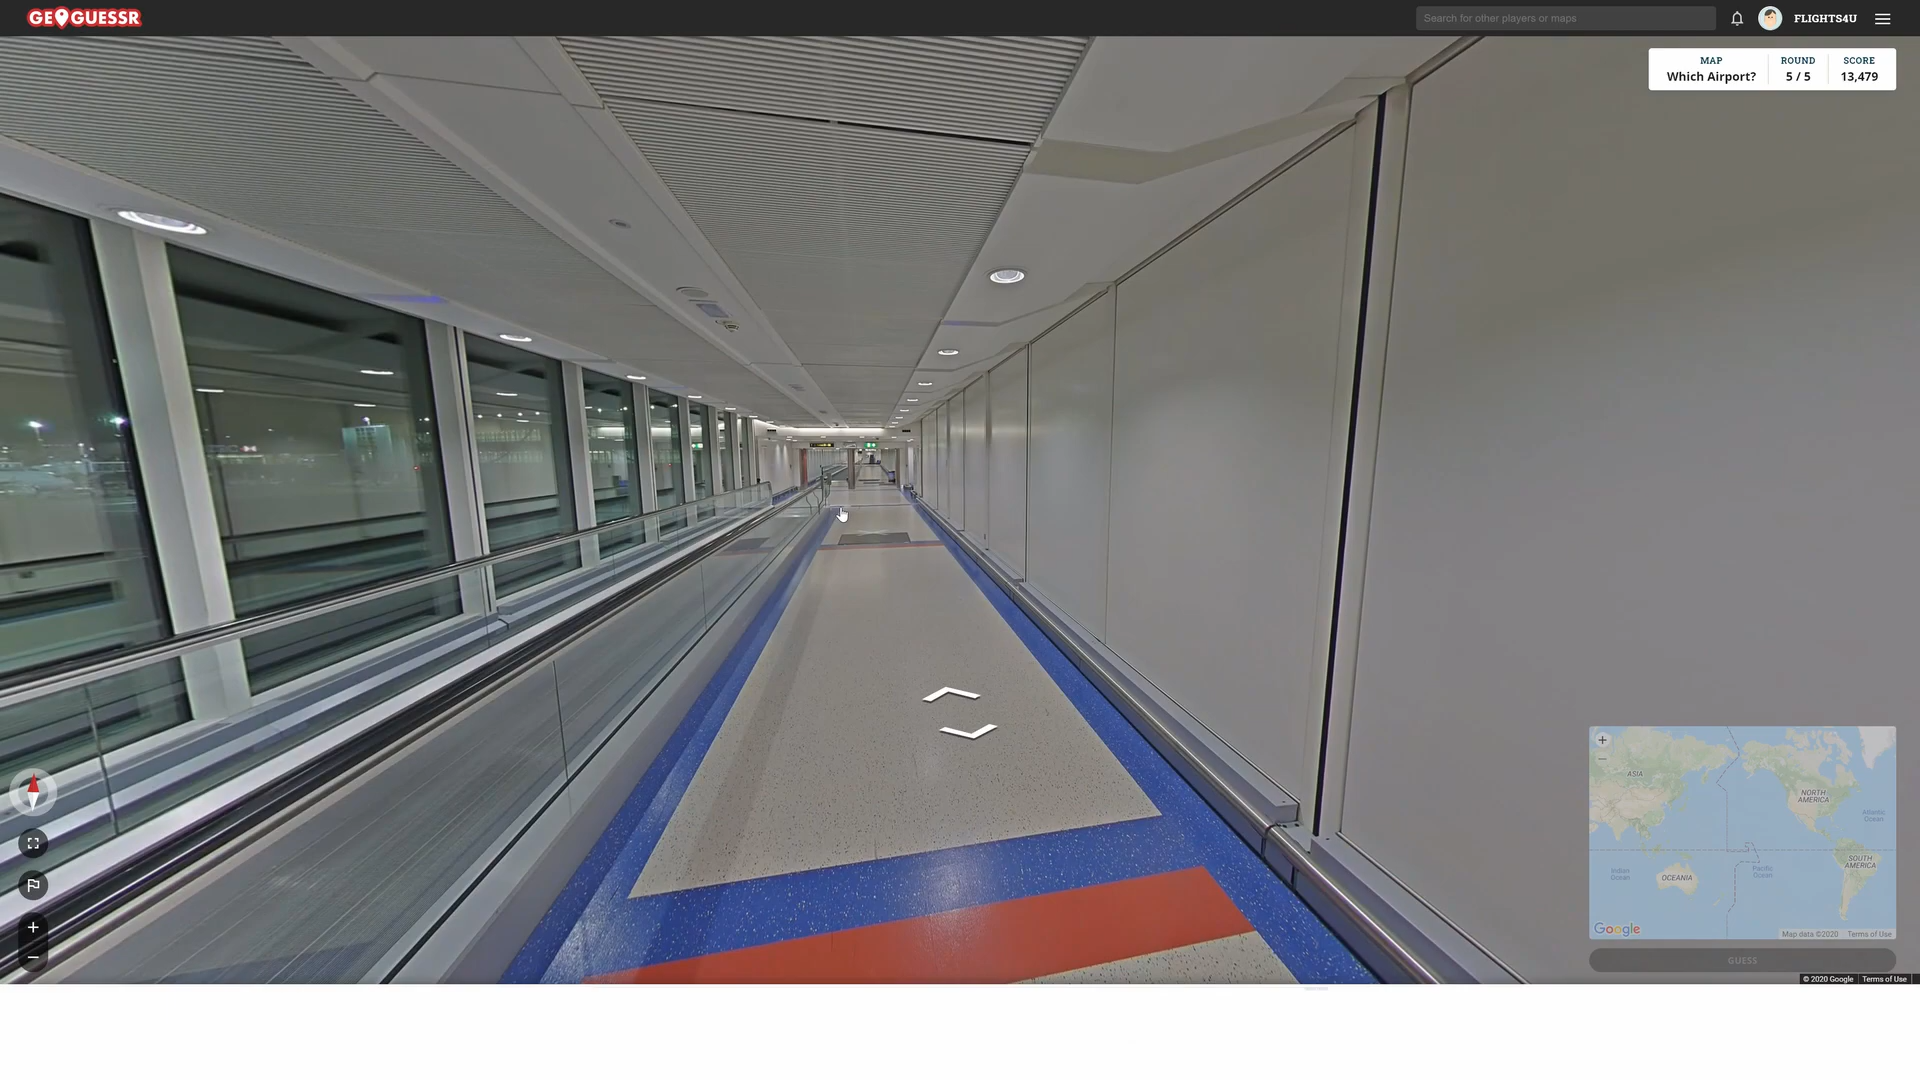 GEOGUESSR
Search for other players or maps
FLIGHTS4U
MAP
Which Airport?
ROUND
5 / 5
SCORE
13,479
ASIA
NORTH
AMERICA
Atlantic
Ocean
SOUTH
AMERICA
Indian
Ocean
OCEANIA
Pacific
Ocean
Google
Map data ©2020
Terms of Use
GUESS
© 2020 Google
Terms of Use